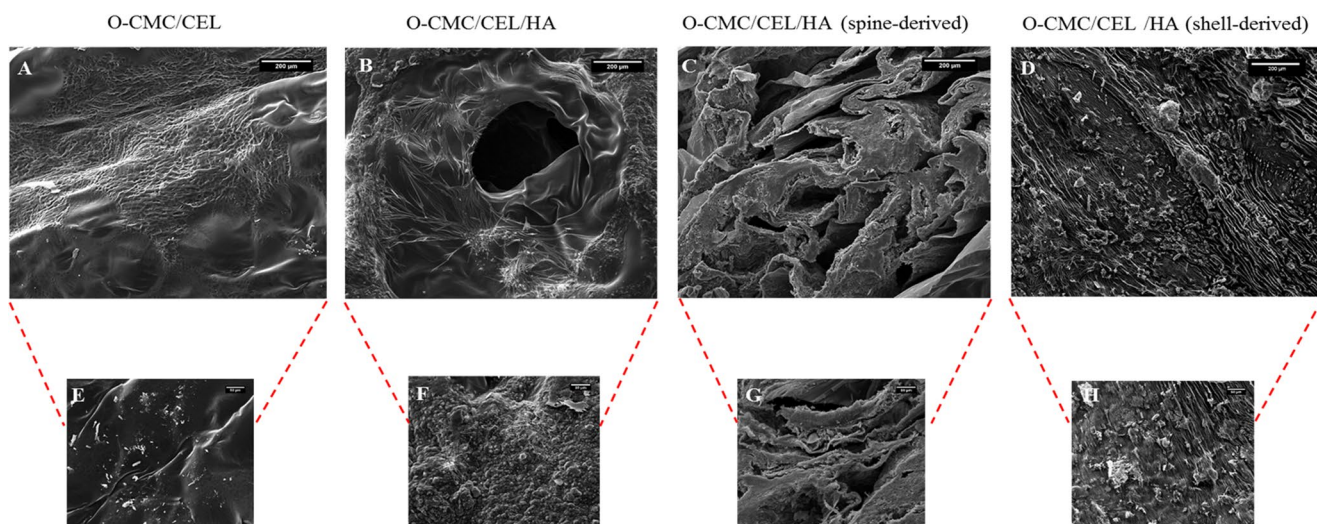 O-CMC/CEL
O-CMC/CEL/HA
O-CMC/CEL/HA (spine-derived)
O-CMC/CEL /HA (shell-derived)
A
200 µm
B
200 µm
C
200 µm
D
200 µm
E
F
G
H